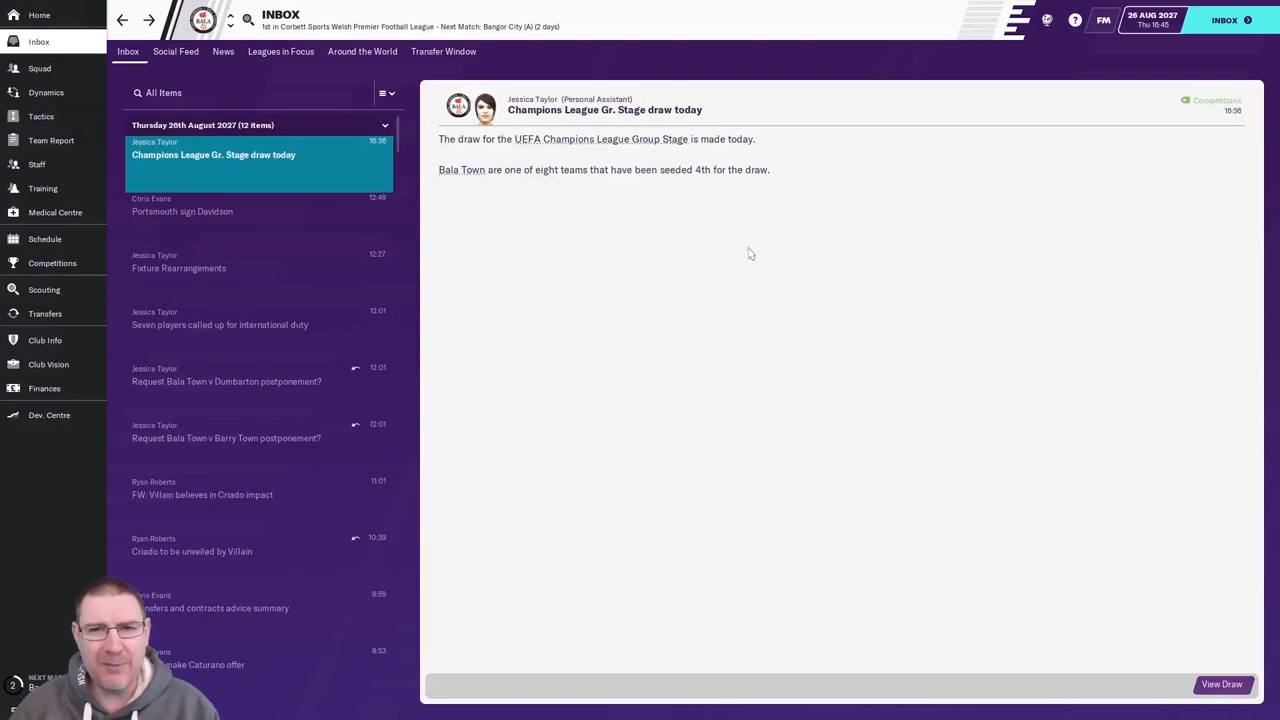 Home
Inbox
Squad
Dynamics
Tactics
Team Report
Staff
Training
Medical Centre
Schedule
Competitions
Scouting
Transfers
Club Info
Club Vision
Finances
Dev. Centre
2
NEXT MA
INBOX
1st in Corbett Sports Welsh Premier Football League - Next Match: Bangor City (A) (2 days)
FM
26 AUG 2027
Thu 16:45
INBOX
Inbox
Social Feed
News
Leagues in Focus
Around the World
Transfer Window
All Items
Thursday 26th August 2027 (12 items)
Jessica Taylor 16:36
Champions League Gr. Stage draw today
Chris Evans 12:49
Portsmouth sign Davidson
Jessica Taylor 12:27
Fixture Rearrangements
Jessica Taylor 12:01
Seven players called up for international duty
Jessica Taylor 12:01
Request Bala Town v Dumbarton postponement?
Jessica Taylor 12:01
Request Bala Town v Barry Town postponement?
Ryan Roberts 11:01
FW: Villain believes in Criado impact
Ryan Roberts 10:39
Criado to be unveiled by Villain
hris Evans 8:59
nsfers and contracts advice summary
vans 8:53
make Caturano offer
BALA
Jessica Taylor (Personal Assistant)
Champions League Gr. Stage draw today
Competitions
16:36
The draw for the UEFA Champions League Group Stage is made today.
Bala Town are one of eight teams that have been seeded 4th for the draw.
View Draw